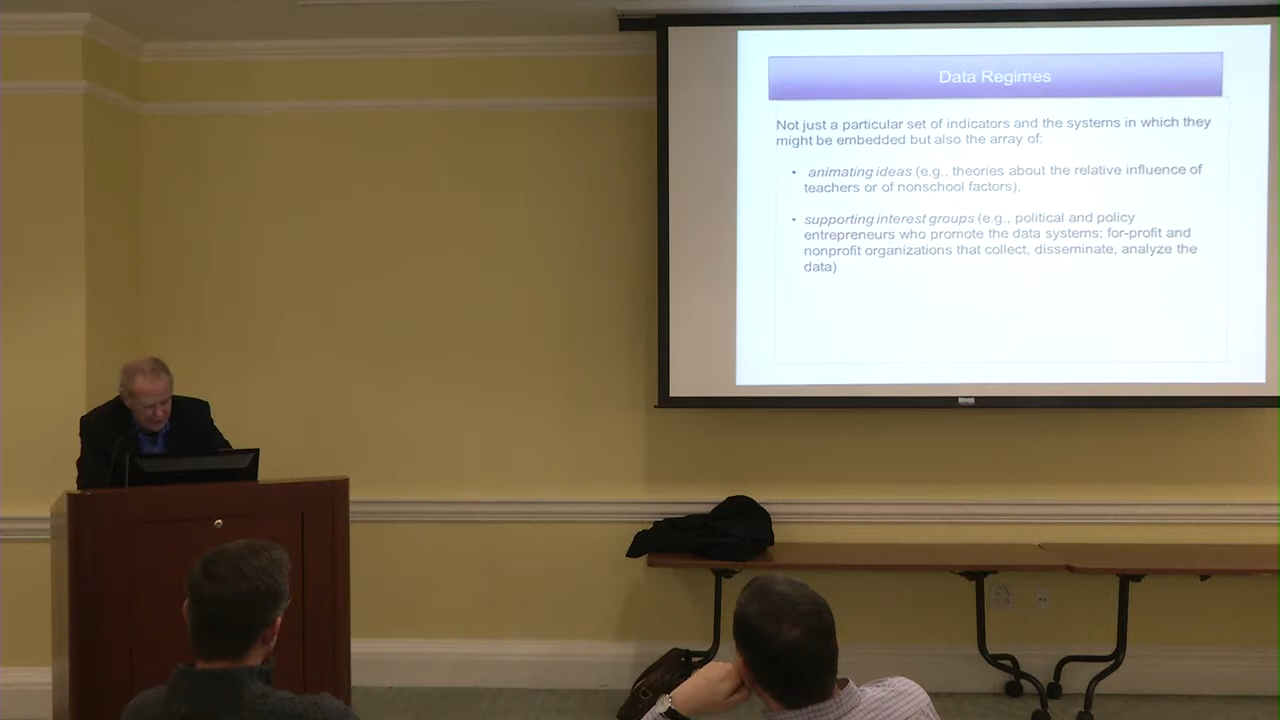 Data Regimes
Not just a particular set of indicators and the systems in which they
might be embedded but also the array of:
• animating ideas (e.g., theories about the relative influence of
teachers or of nonschool factors),
• supporting interest groups (e.g., political and policy
entrepreneurs who promote the data systems; for-profit and
nonprofit organizations that collect, disseminate, analyze the
data)